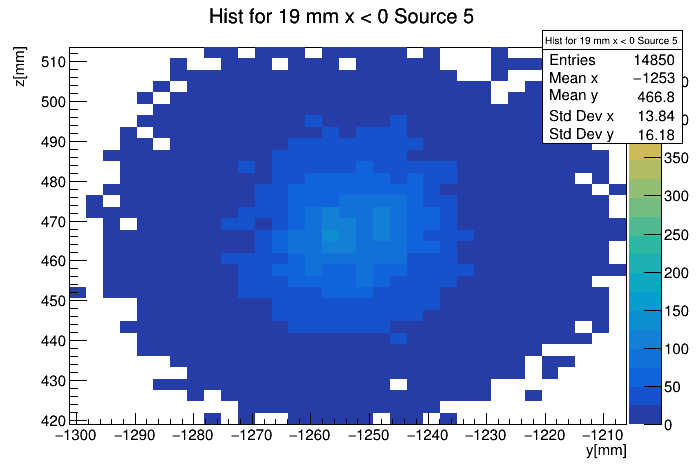 Hist for 19 mm x < 0 Source 5
Hist for 19 mm x < 0 Source 5
Entries 14850
Mean x −1253
Mean y 466.8
Std Dev x 13.84
Std Dev y 16.18
z[mm]
510
500
490
480
470
460
450
440
430
420
−1300 −1290 −1280 −1270 −1260 −1250 −1240 −1230 −1220 −1210
y[mm]
350
300
250
200
150
100
50
0